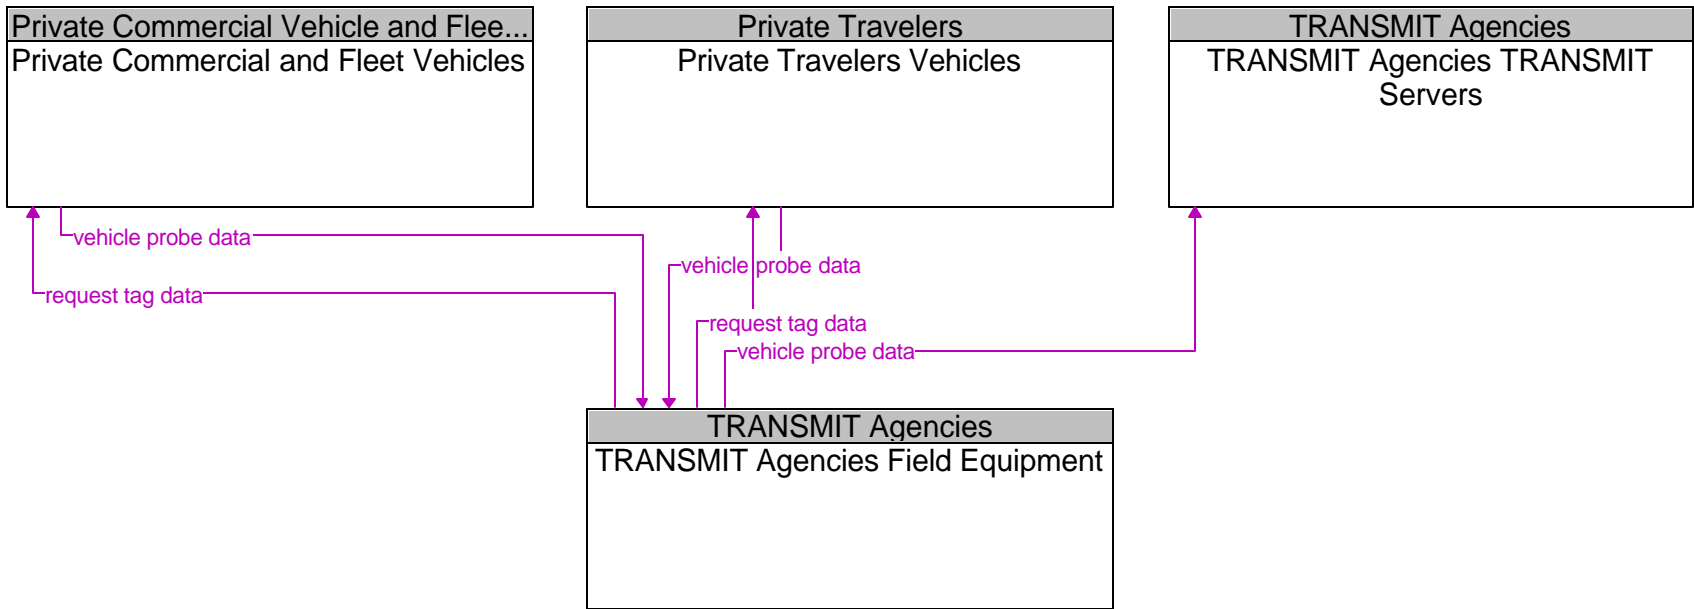 Private Commercial Vehicle and Flee...
Private Commercial and Fleet Vehicles
Private Travelers
Private Travelers Vehicles
TRANSMIT Agencies
TRANSMIT Agencies TRANSMIT
Servers
vehicle probe data
vehicle probe data
request tag data
request tag data
vehicle probe data
TRANSMIT Agencies
TRANSMIT Agencies Field Equipment